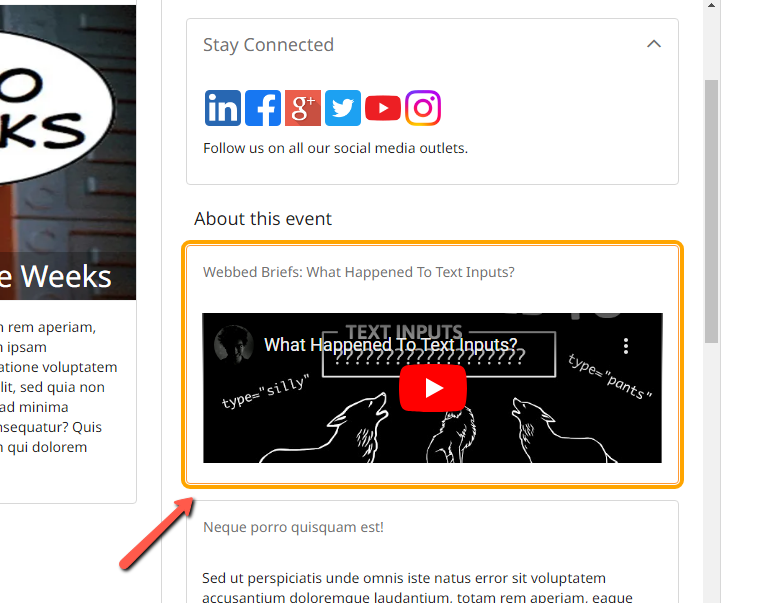 O
KS
e Weeks
n rem aperiam,
n ipsam
atione voluptatem
lit, sed quia non
ad minima
nsequatur? Quis
n qui dolorem
Stay Connected
in f g+
Follow us on all our social media outlets.
About this event
Webbed Briefs: What Happened To Text Inputs?
TEXT INPUTS
What Happened To Text Inputs?
??????????????????
type="silly"
type="pants"
Neque porro quisquam est!
Sed ut perspiciatis unde omnis iste natus error sit voluptatem
accusantium doloremque laudantium, totam rem aperiam, eaque